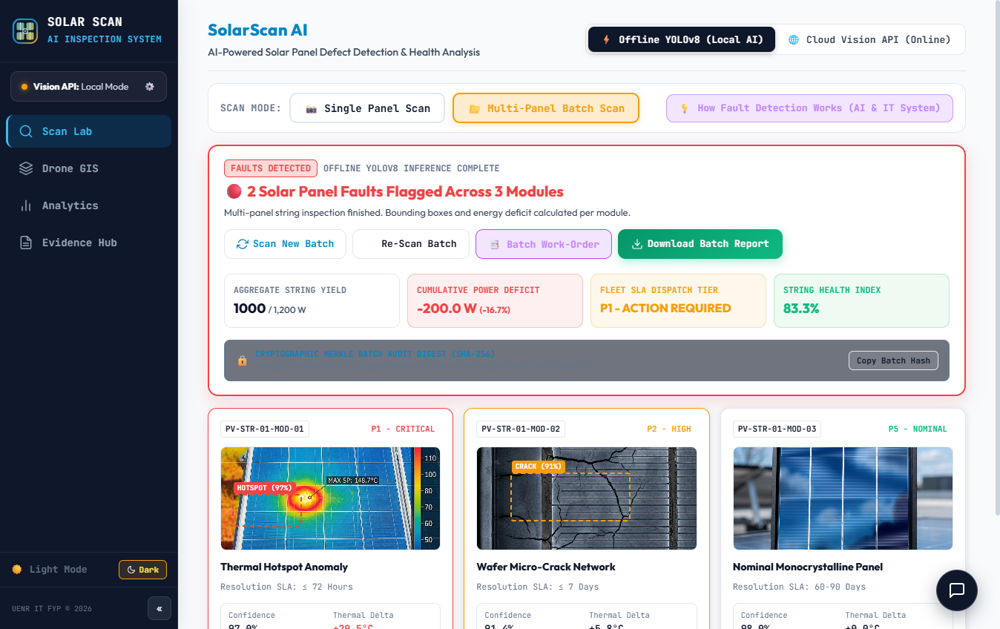 SOLAR SCAN
AI INSPECTION SYSTEM
Vision API: Local Mode
Scan Lab
Drone GIS
Analytics
Evidence Hub
Light Mode
Dark
UENR IT FYP © 2026
«
SolarScan AI
AI-Powered Solar Panel Defect Detection & Health Analysis
Offline YOLOv8 (Local AI)
Cloud Vision API (Online)
SCAN MODE:
Single Panel Scan
Multi-Panel Batch Scan
How Fault Detection Works (AI & IT System)
FAULTS DETECTED
OFFLINE YOLOV8 INFERENCE COMPLETE
2 Solar Panel Faults Flagged Across 3 Modules
Multi-panel string inspection finished. Bounding boxes and energy deficit calculated per module.
Scan New Batch
Re-Scan Batch
Batch Work-Order
Download Batch Report
AGGREGATE STRING YIELD
1000 / 1,200 W
CUMULATIVE POWER DEFICIT
-200.0 W (-16.7%)
FLEET SLA DISPATCH TIER
P1 - ACTION REQUIRED
STRING HEALTH INDEX
83.3%
CRYPTOGRAPHIC MERKLE BATCH AUDIT DIGEST (SHA-256)
Copy Batch Hash
PV-STR-01-MOD-01
P1 - CRITICAL
HOTSPOT (97%)
MAX SP: 148.7°C
110
100
80
70
60
50
Thermal Hotspot Anomaly
Resolution SLA: ≤ 72 Hours
Confidence
Thermal Delta
97.0%
+29.5°C
PV-STR-01-MOD-02
P2 - HIGH
CRACK (91%)
Wafer Micro-Crack Network
Resolution SLA: ≤ 7 Days
Confidence
Thermal Delta
91.4%
+5.8°C
PV-STR-01-MOD-03
P5 - NOMINAL
Nominal Monocrystalline Panel
Resolution SLA: 60-90 Days
Confidence
Thermal Delta
98.0%
+0.0°C